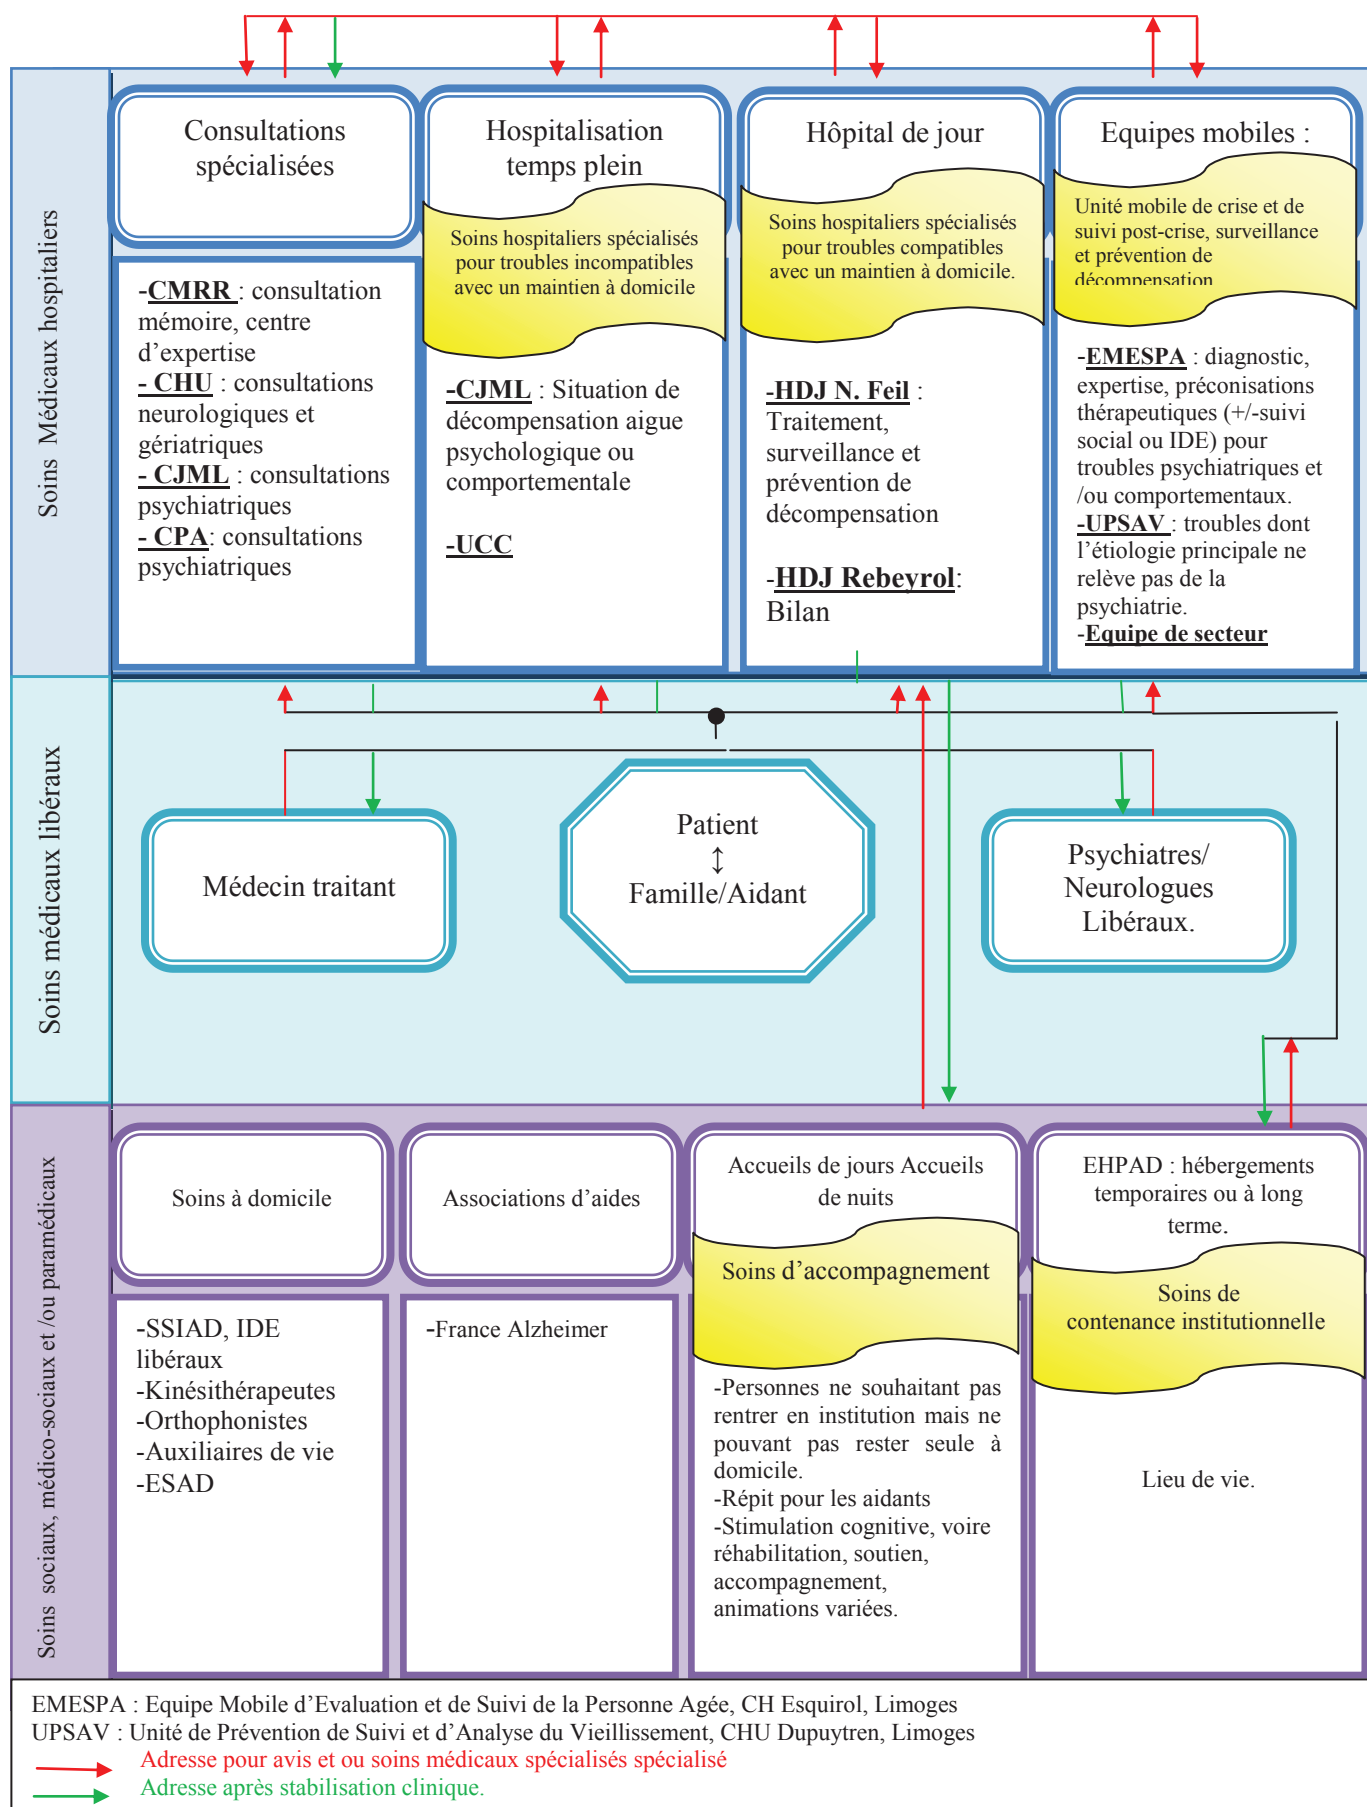 Soins Médicaux hospitaliers
Consultations
spécialisées
-CMRR : consultation
mémoire, centre
d'expertise
- CHU : consultations
neurologiques et
gériatriques
- CJML : consultations
psychiatriques
- CPA: consultations
psychiatriques
Hospitalisation
temps plein
Soins hospitaliers spécialisés
pour troubles incompatibles
avec un maintien à domicile
-CJML : Situation de
décompensation aigue
psychologique ou
comportementale
-UCC
Hôpital de jour
Soins hospitaliers spécialisés
pour troubles compatibles
avec un maintien à domicile.
-HDJ N. Feil :
Traitement,
surveillance et
prévention de
décompensation
-HDJ Rebeyrol:
Bilan
Equipes mobiles :
Unité mobile de crise et de
suivi post-crise, surveillance
et prévention de
décompensation
-EMESPA : diagnostic,
expertise, préconisations
thérapeutiques (+/-suivi
social ou IDE) pour
troubles psychiatriques et
/ou comportementaux.
-UPSAV : troubles dont
l'étiologie principale ne
relève pas de la
psychiatrie.
-Equipe de secteur
Soins médicaux libéraux
Médecin traitant
Patient
↕
Famille/Aidant
Psychiatres/
Neurologues
Libéraux.
Soins sociaux, médico-sociaux et /ou paramédicaux
Soins à domicile
-SSIAD, IDE
libéraux
-Kinésithérapeutes
-Orthophonistes
-Auxiliaires de vie
-ESAD
Associations d'aides
-France Alzheimer
Accueils de jours Accueils
de nuits
Soins d'accompagnement
-Personnes ne souhaitant pas
rentrer en institution mais ne
pouvant pas rester seule à
domicile.
-Répit pour les aidants
-Stimulation cognitive, voire
réhabilitation, soutien,
accompagnement,
animations variées.
EHPAD : hébergements
temporaires ou à long
terme.
Soins de
contenance institutionnelle
Lieu de vie.
EMESPA : Equipe Mobile d'Evaluation et de Suivi de la Personne Agée, CH Esquirol, Limoges
UPSAV : Unité de Prévention de Suivi et d'Analyse du Vieillissement, CHU Dupuytren, Limoges
Adresse pour avis et ou soins médicaux spécialisés spécialisé
Adresse après stabilisation clinique.